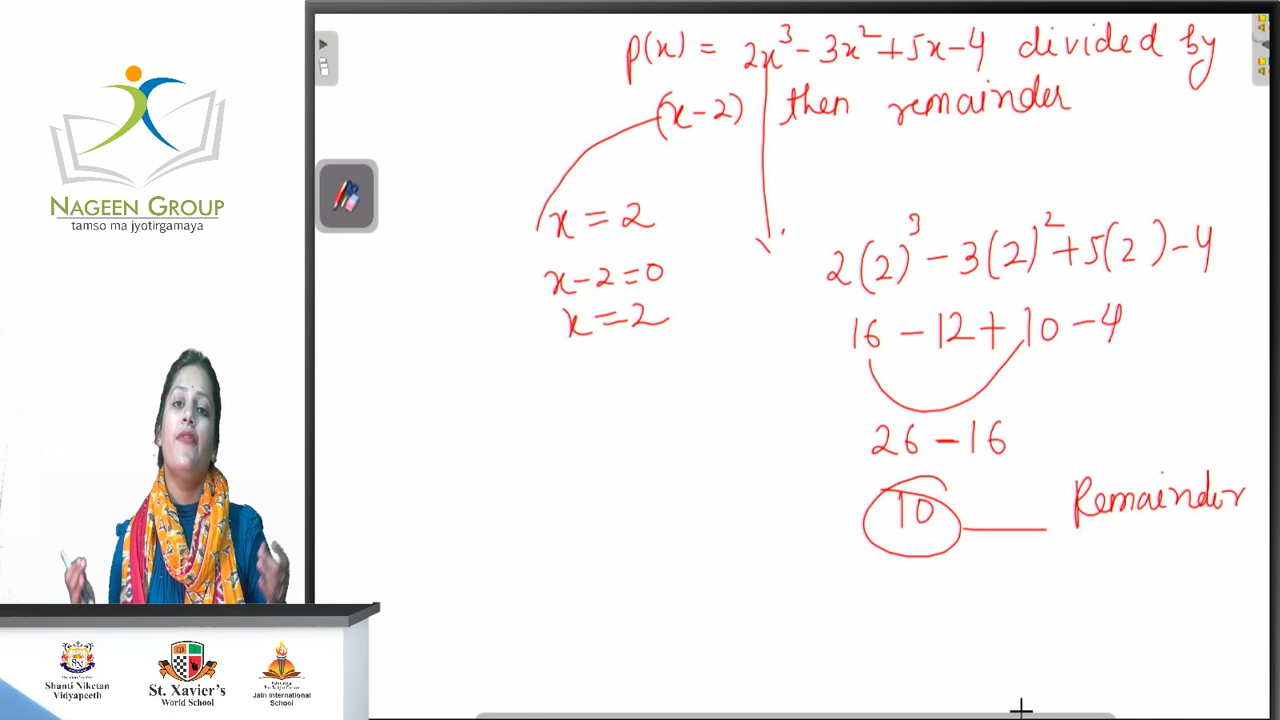 p(x) = 2x³ - 3x² + 5x - 4 divided by
(x - 2) then remainder
x = 2
x - 2 = 0
x = 2
2(2)³ - 3(2)² + 5(2) - 4
16 - 12 + 10 - 4
26 - 16
10 Remainder
NAGEEN GROUP
tamso ma jyotirgamaya
Shanti Niketan
Vidyapeeth
St. Xavier's
World School
Jain International
School